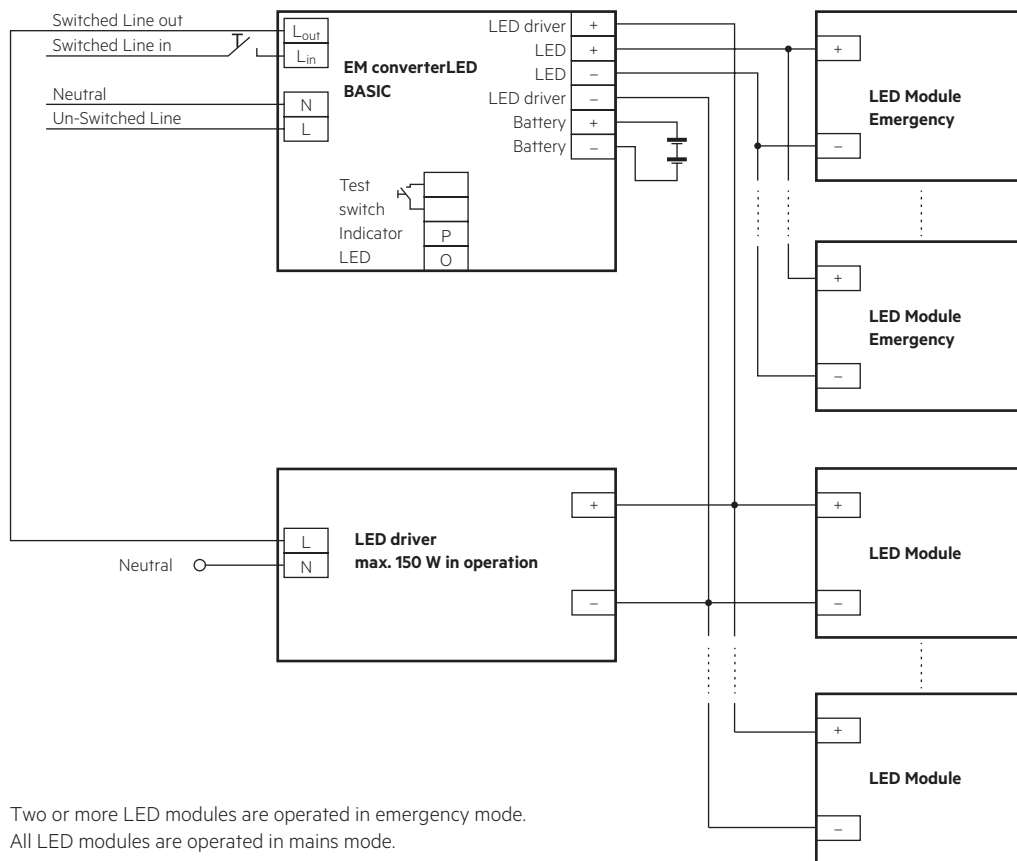 Switched Line out
Switched Line in
Neutral
Un-Switched Line
Lout
Lin
N
L
EM converterLED
BASIC
LED driver +
LED +
LED –
LED driver –
Battery +
Battery –
Test
switch
Indicator P
LED O
+
–
LED Module
Emergency
+
–
LED Module
Emergency
L
N
Neutral
LED driver
max. 150 W in operation
+
–
+
–
LED Module
+
–
LED Module
Two or more LED modules are operated in emergency mode.
All LED modules are operated in mains mode.